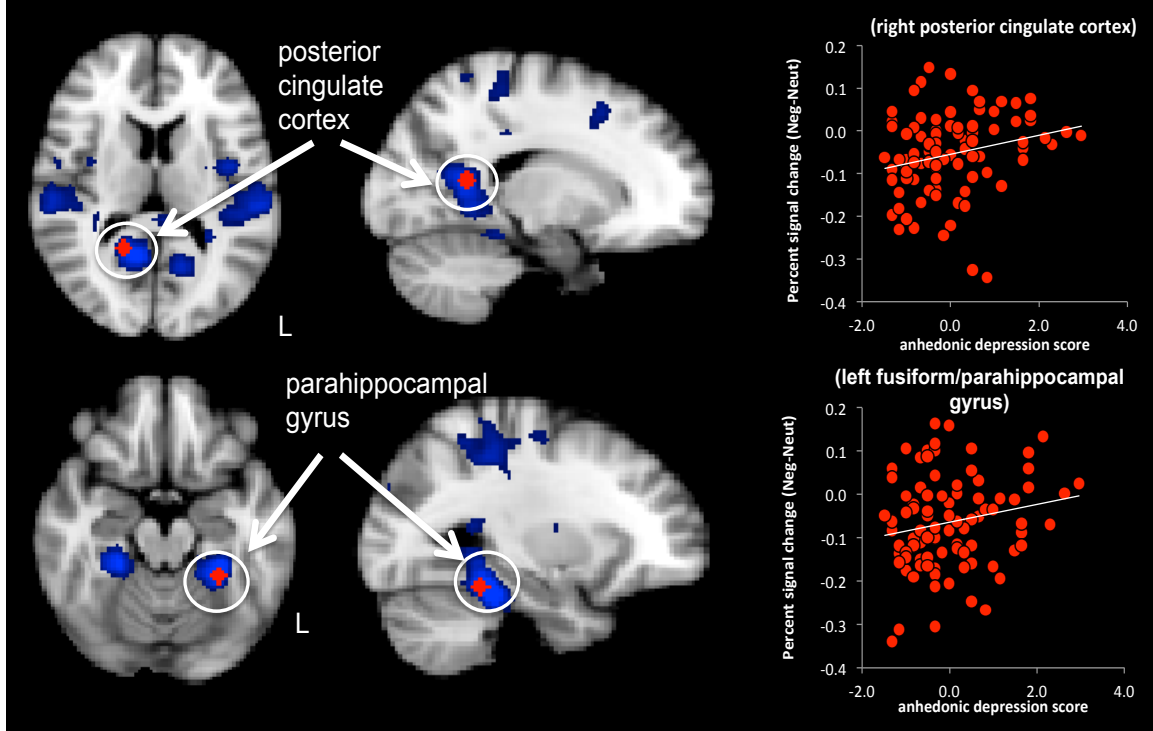 posterior
cingulate
cortex
L
(right posterior cingulate cortex)
Percent signal change (Neg-Neut)
0.2
0.1
0.0
-0.1
-0.2
-0.3
-0.4
-2.0 0.0 2.0 4.0
anhedonic depression score
parahippocampal
gyrus
L
(left fusiform/parahippocampal
gyrus)
Percent signal change (Neg-Neut)
0.2
0.1
0.0
-0.1
-0.2
-0.3
-0.4
-2.0 0.0 2.0 4.0
anhedonic depression score